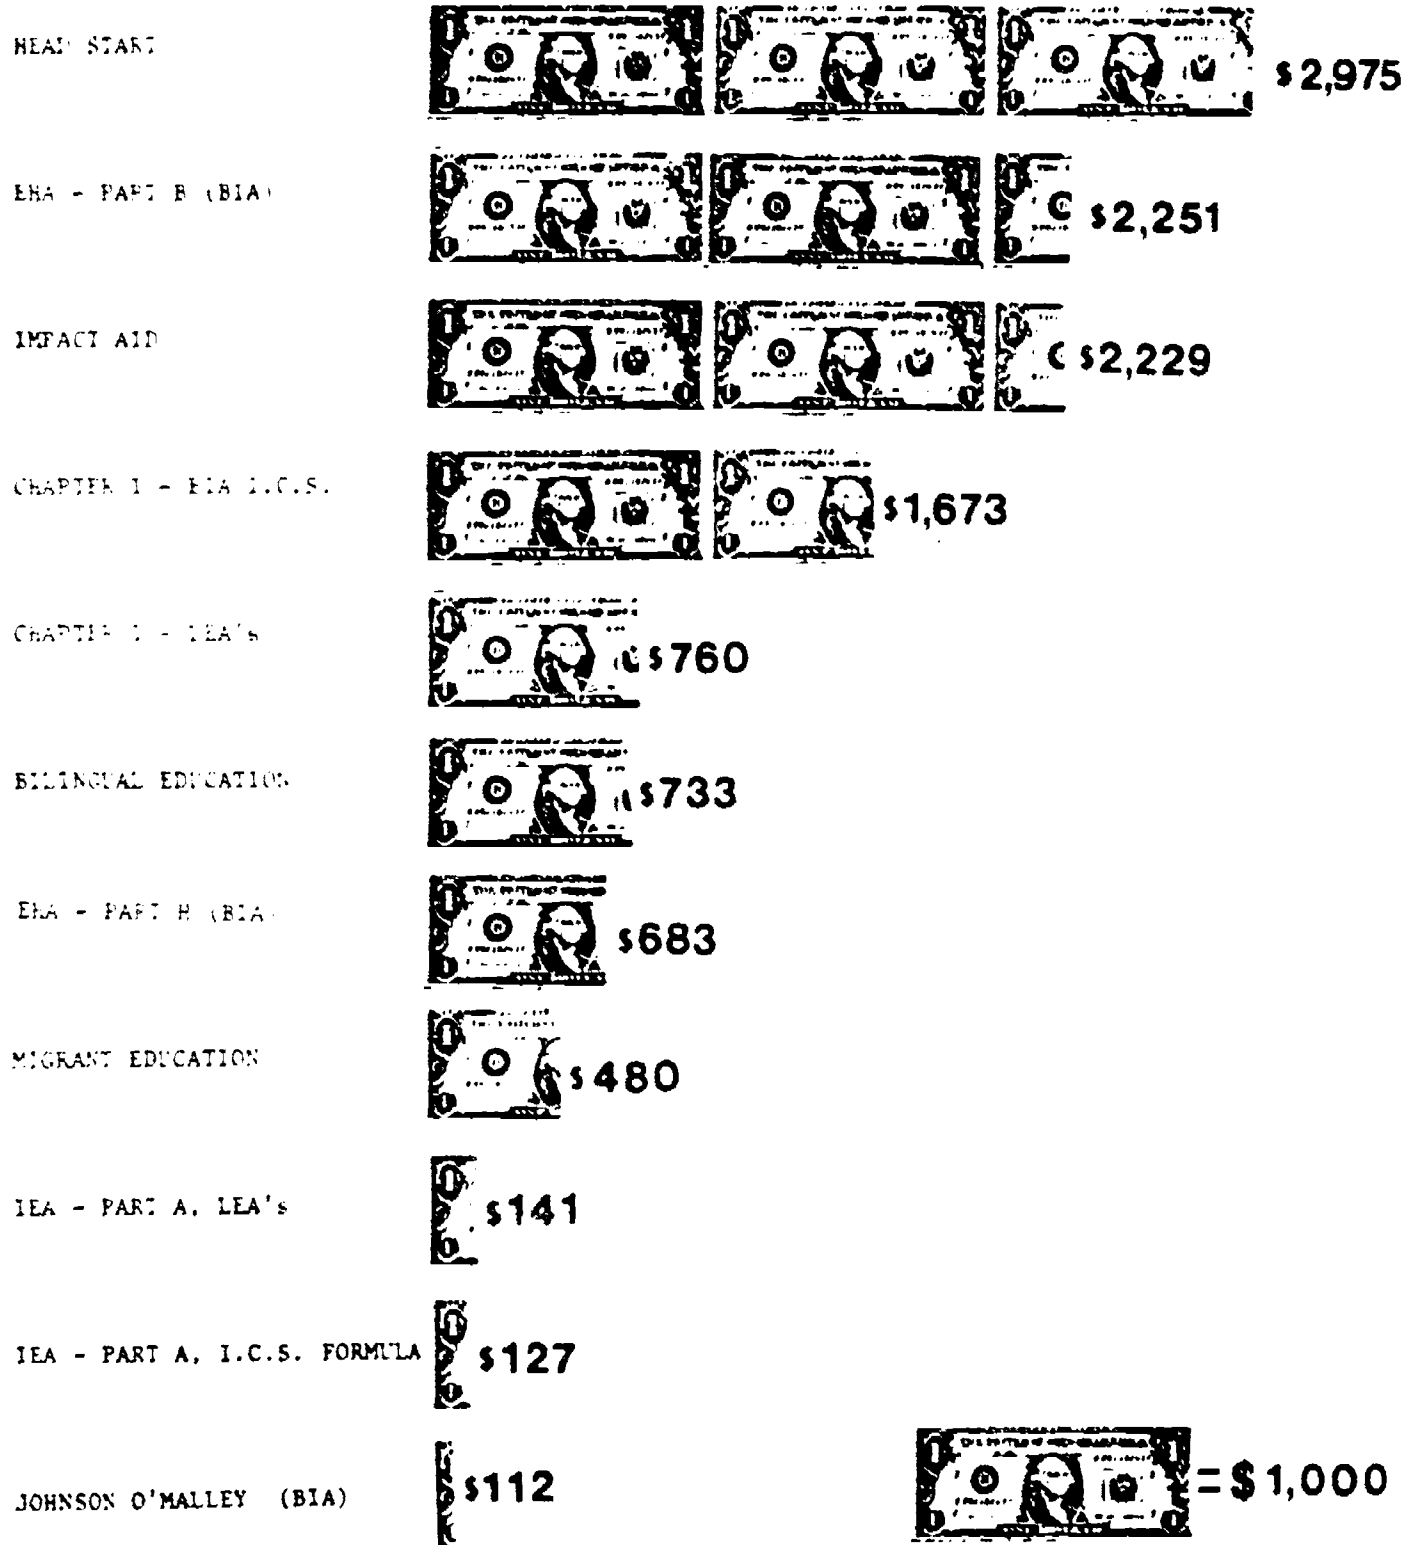 HEAD START
$2,975
EHA - PART B (BIA)
$2,251
IMPACT AID
$2,229
CHAPTER I - BIA I.C.S.
$1,673
CHAPTER I - LEA's
$760
BILINGUAL EDUCATION
$733
EHA - PART H (BIA)
$683
MIGRANT EDUCATION
$480
IEA - PART A, LEA's
$141
IEA - PART A, I.C.S. FORMULA
$127
JOHNSON O'MALLEY (BIA)
$112
= $1,000